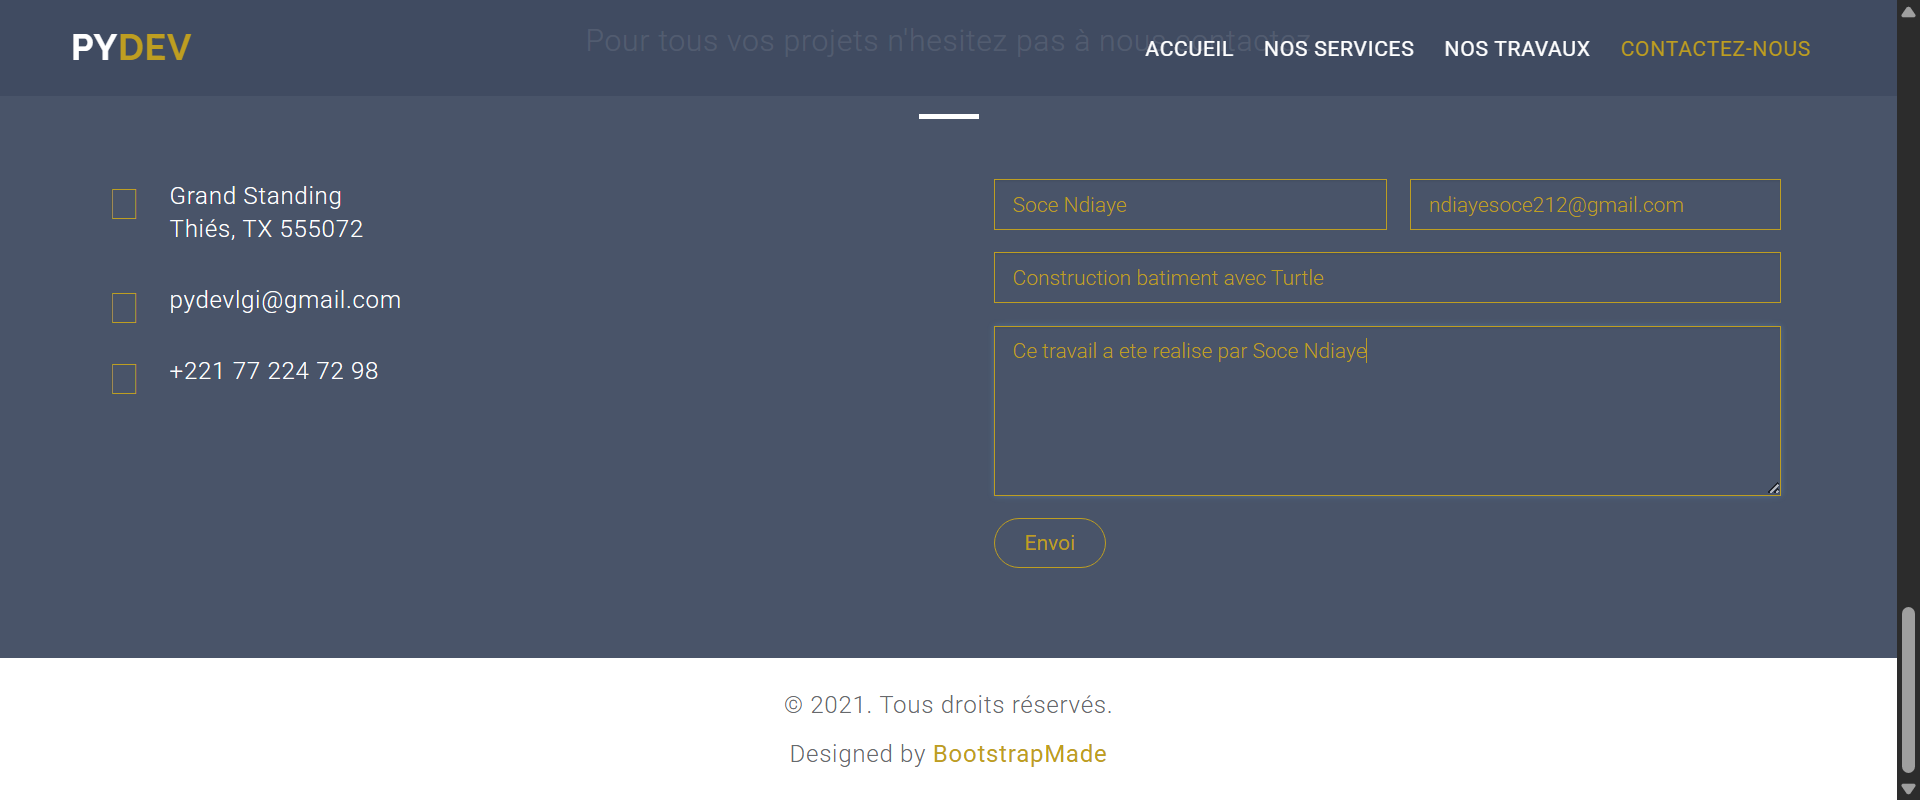 PYDEV
Pour tous vos projets n'hesitez pas à nous contactez
ACCUEIL NOS SERVICES NOS TRAVAUX CONTACTEZ-NOUS
Grand Standing
Thiés, TX 555072
pydevlgi@gmail.com
+221 77 224 72 98
Soce Ndiaye
ndiayesoce212@gmail.com
Construction batiment avec Turtle
Ce travail a ete realise par Soce Ndiaye
Envoi
© 2021. Tous droits réservés.
Designed by BootstrapMade